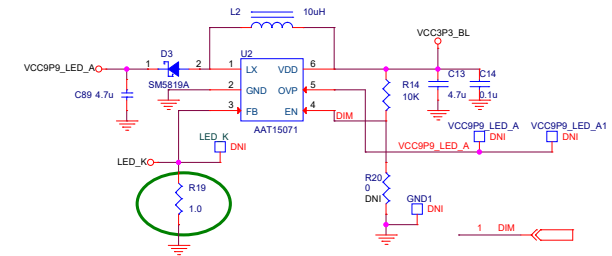 L2 10uH
VCC3P3_BL
VCC9P9_LED_A
1 D3 2
SM5819A
C89 4.7u
U2
1 LX VDD 6
2 GND OVP 5
3 FB EN 4
AAT15071
DIM
R14
10K
C13
4.7u
C14
0.1u
VCC9P9_LED_A
DNI
VCC9P9_LED_A1
DNI
VCC9P9_LED_A
LED_K
DNI
LED_K
R19
1.0
R20
0
DNI
GND1
DNI
1 DIM